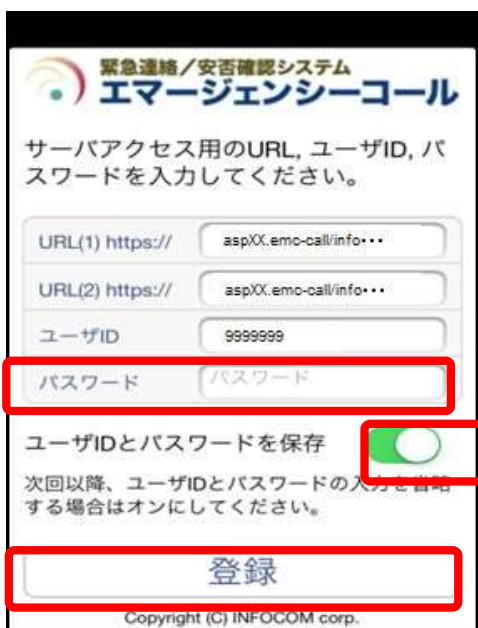 緊急連絡/安否確認システム
エマージェンシーコール
サーバアクセス用のURL, ユーザID, パ
スワードを入力してください。
URL(1) https:// aspXX.emc-call/info･･･
URL(2) https:// aspXX.emc-call/info･･･
ユーザID 9999999
パスワード パスワード
ユーザIDとパスワードを保存
次回以降、ユーザIDとパスワードの入力を省略
する場合はオンにしてください。
登録
Copyright (C) INFOCOM corp.